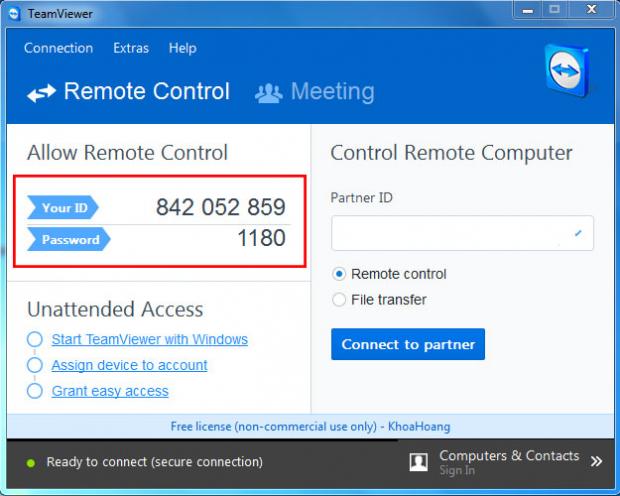 TeamViewer
Connection Extras Help
Remote Control Meeting
Allow Remote Control
Your ID 842 052 859
Password 1180
Unattended Access
Start TeamViewer with Windows
Assign device to account
Grant easy access
Control Remote Computer
Partner ID
Remote control
File transfer
Connect to partner
Free license (non-commercial use only) - KhoaHoang
Ready to connect (secure connection)
Computers & Contacts
Sign In